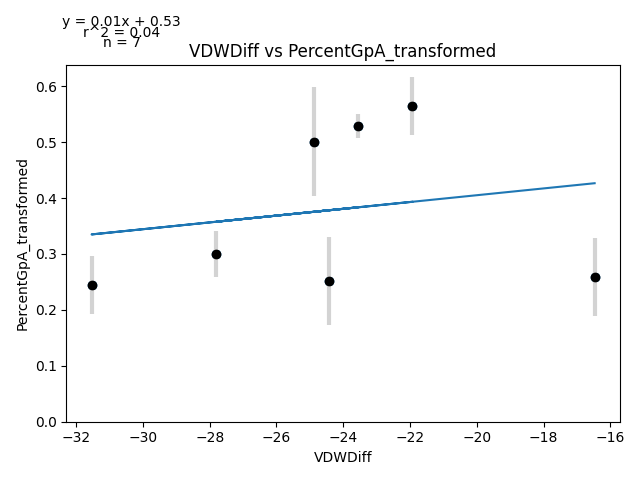 y = 0.01x + 0.53
r^2 = 0.04
n = 7
VDWDiff vs PercentGpA_transformed
PercentGpA_transformed
0.6
0.5
0.4
0.3
0.2
0.1
0.0
−32 −30 −28 −26 −24 −22 −20 −18 −16
VDWDiff